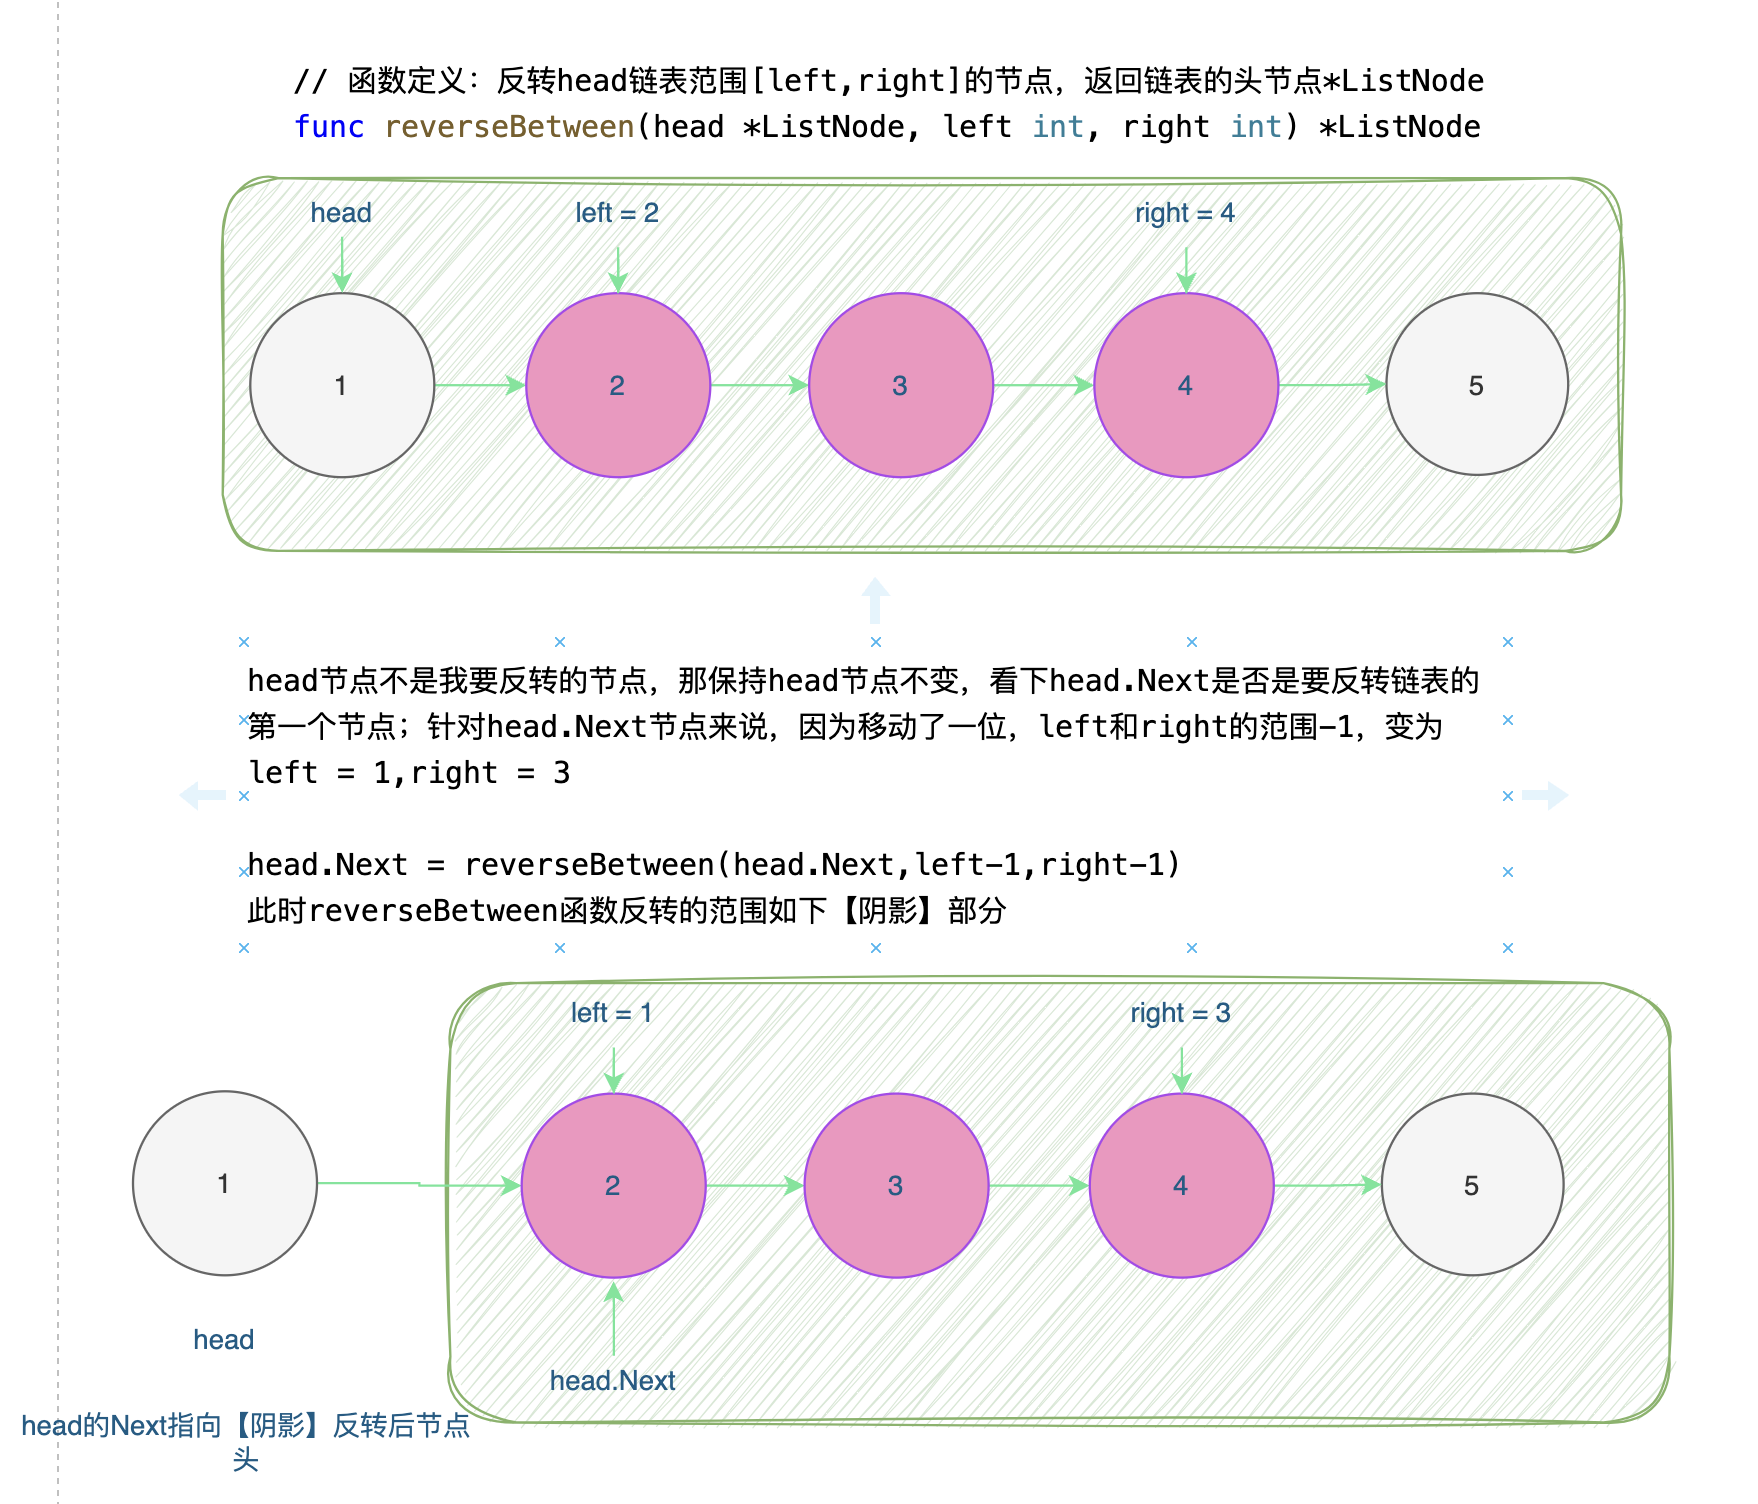 // 函数定义：反转head链表范围[left,right]的节点，返回链表的头节点*ListNode
func reverseBetween(head *ListNode, left int, right int) *ListNode
head
left = 2
right = 4
1
2
3
4
5
head节点不是我要反转的节点，那保持head节点不变，看下head.Next是否是要反转链表的
第一个节点；针对head.Next节点来说，因为移动了一位，left和right的范围-1，变为
left = 1,right = 3
head.Next = reverseBetween(head.Next,left-1,right-1)
此时reverseBetween函数反转的范围如下【阴影】部分
left = 1
right = 3
1
2
3
4
5
head
head.Next
head的Next指向【阴影】反转后节点
头